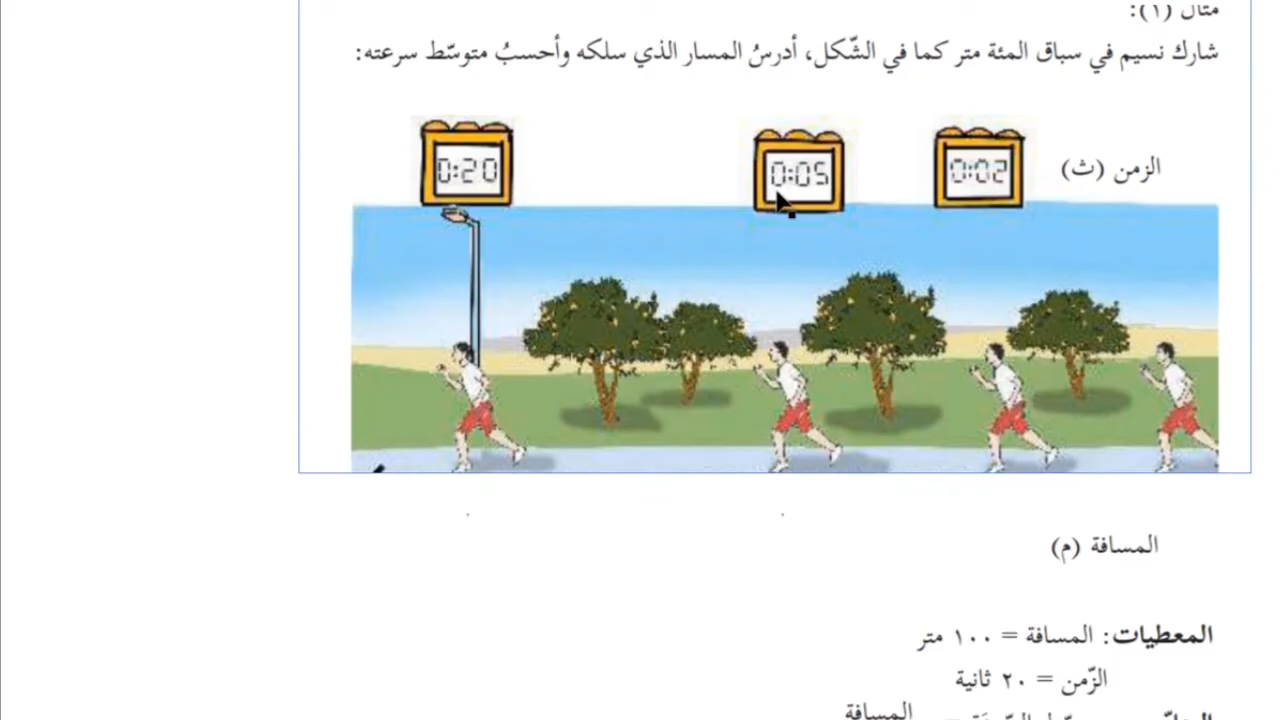 مثال (١):
شارك نسيم في سباق المئة متر كما في الشّكل، أدرسُ المسار الذي سلكه وأحسبُ متوسّط سرعته:
الزمن (ث)
0:02
0:05
0:20
المسافة (م)
المعطيات: المسافة = ١٠٠ متر
الزّمن = ٢٠ ثانية
المسافة